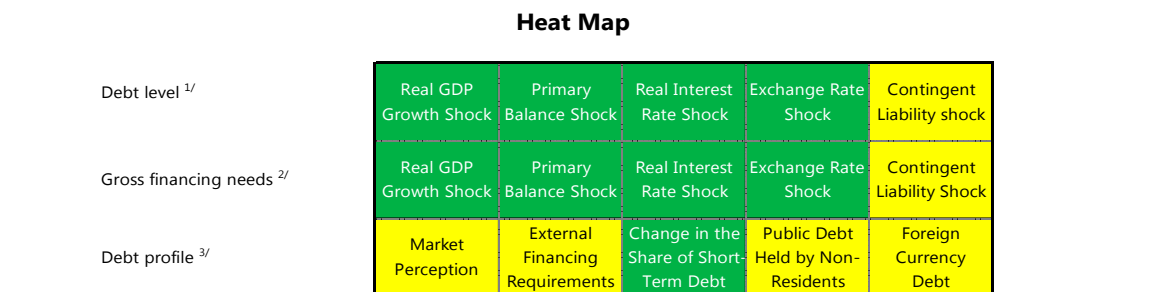 Heat Map
Debt level 1/
Real GDP
Growth Shock
Primary
Balance Shock
Real Interest
Rate Shock
Exchange Rate
Shock
Contingent
Liability shock
Gross financing needs 2/
Real GDP
Growth Shock
Primary
Balance Shock
Real Interest
Rate Shock
Exchange Rate
Shock
Contingent
Liability Shock
Debt profile 3/
Market
Perception
External
Financing
Requirements
Change in the
Share of Short-
Term Debt
Public Debt
Held by Non-
Residents
Foreign
Currency
Debt